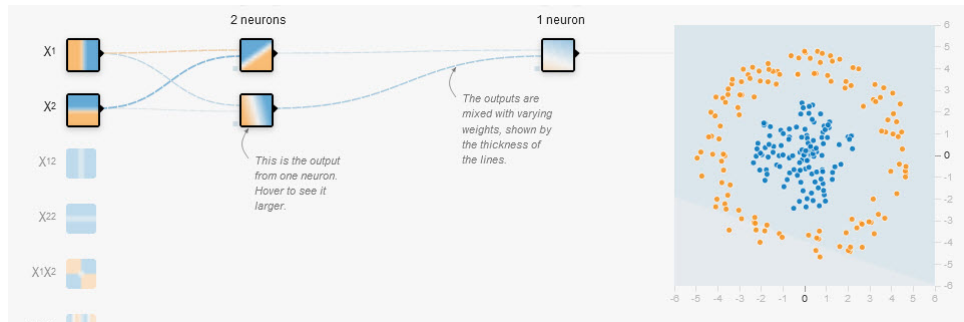 2 neurons
1 neuron
X1
X2
X12
X22
X1X2
This is the output
from one neuron.
Hover to see it
larger.
The outputs are
mixed with varying
weights, shown by
the thickness of
the lines.
6
5
4
3
2
1
0
-1
-2
-3
-4
-5
-6
-6 -5 -4 -3 -2 -1 0 1 2 3 4 5 6